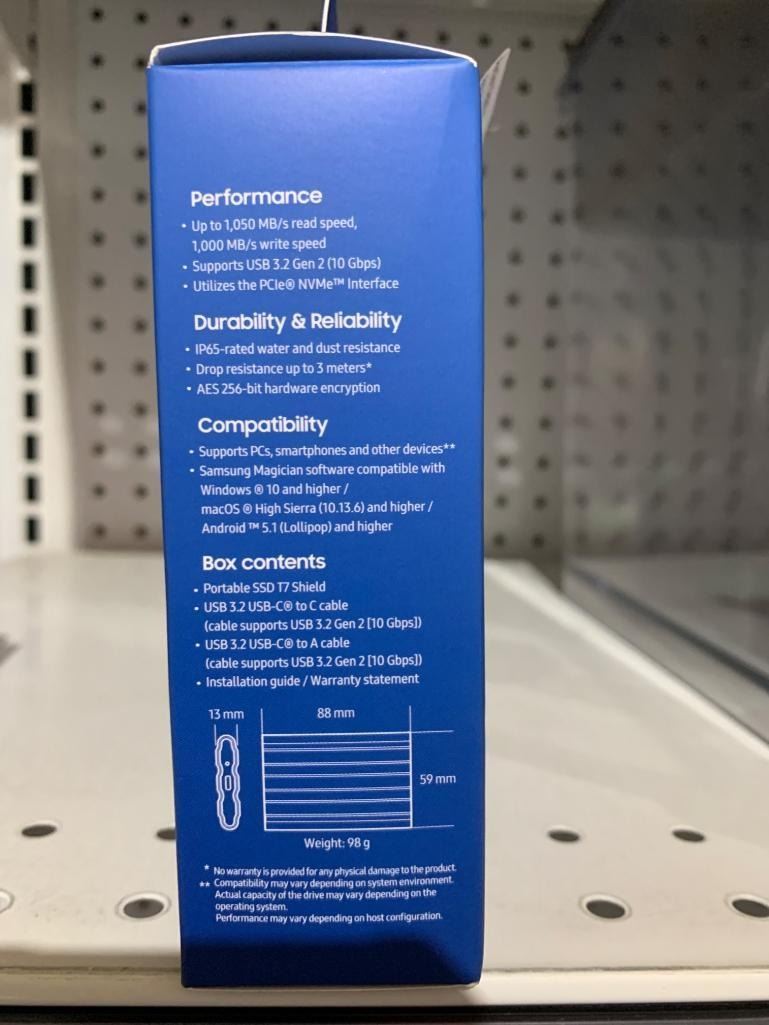 Performance
• Up to 1,050 MB/s read speed,
1,000 MB/s write speed
• Supports USB 3.2 Gen 2 (10 Gbps)
• Utilizes the PCIe® NVMe™ Interface
Durability & Reliability
• IP65-rated water and dust resistance
• Drop resistance up to 3 meters*
• AES 256-bit hardware encryption
Compatibility
• Supports PCs, smartphones and other devices**
• Samsung Magician software compatible with
Windows ® 10 and higher /
macOS ® High Sierra (10.13.6) and higher /
Android ™ 5.1 (Lollipop) and higher
Box contents
• Portable SSD T7 Shield
• USB 3.2 USB-C® to C cable
(cable supports USB 3.2 Gen 2 [10 Gbps])
• USB 3.2 USB-C® to A cable
(cable supports USB 3.2 Gen 2 [10 Gbps])
• Installation guide / Warranty statement
13 mm 88 mm
59 mm
Weight: 98 g
* No warranty is provided for any physical damage to the product.
** Compatibility may vary depending on system environment.
Actual capacity of the drive may vary depending on the
operating system.
Performance may vary depending on host configuration.